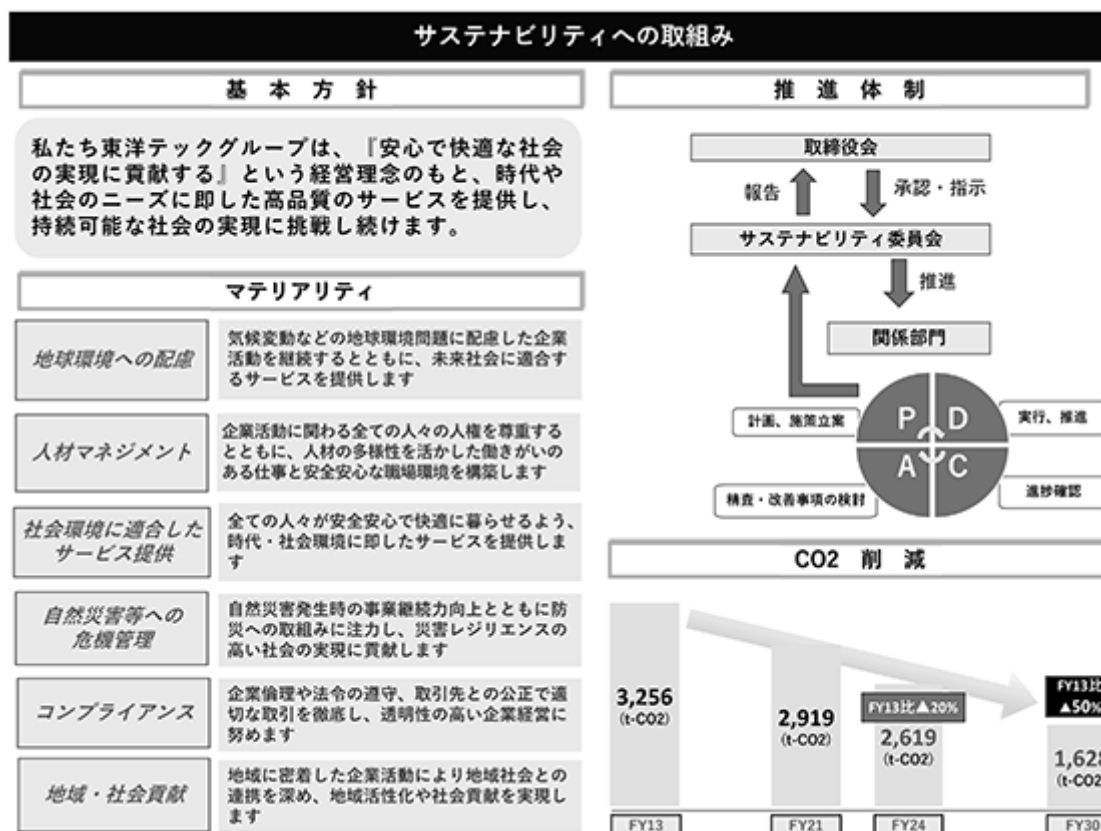 サステナビリティへの取組み
基本方針
私たち東洋テックグループは、『安心で快適な社会
の実現に貢献する』という経営理念のもと、時代や
社会のニーズに即した高品質のサービスを提供し、
持続可能な社会の実現に挑戦し続けます。
マテリアリティ
地球環境への配慮
気候変動などの地球環境問題に配慮した企業
活動を継続するとともに、未来社会に適合す
るサービスを提供します
人材マネジメント
企業活動に関わる全ての人々の人権を尊重する
とともに、人材の多様性を活かした働きがいの
ある仕事と安全安心な職場環境を構築します
社会環境に適合した
サービス提供
全ての人々が安全安心で快適に暮らせるよう、
時代・社会環境に即したサービスを提供しま
す
自然災害等への
危機管理
自然災害発生時の事業継続力向上とともに防
災への取組みに注力し、災害レジリエンスの
高い社会の実現に貢献します
コンプライアンス
企業倫理や法令の遵守、取引先との公正で適
切な取引を徹底し、透明性の高い企業経営に
努めます
地域・社会貢献
地域に密着した企業活動により地域社会との
連携を深め、地域活性化や社会貢献を実現し
ます
推進体制
取締役会
報告
承認・指示
サステナビリティ委員会
推進
関係部門
計画、施策立案
P D
実行、推進
A C
精査・改善事項の検討
進捗確認
CO2 削減
3,256
(t-CO2)
2,919
(t-CO2)
FY13比▲20%
2,619
(t-CO2)
FY13比
▲50%
1,628
(t-CO2
FY13
FY21
FY24
FY30